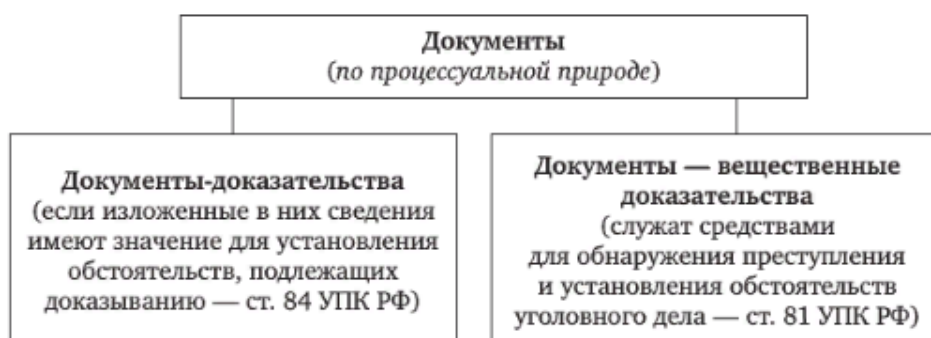 Документы
(по процессуальной природе)
Документы-доказательства
(если изложенные в них сведения
имеют значение для установления
обстоятельств, подлежащих
доказыванию — ст. 84 УПК РФ)
Документы — вещественные
доказательства
(служат средствами
для обнаружения преступления
и установления обстоятельств
уголовного дела — ст. 81 УПК РФ)